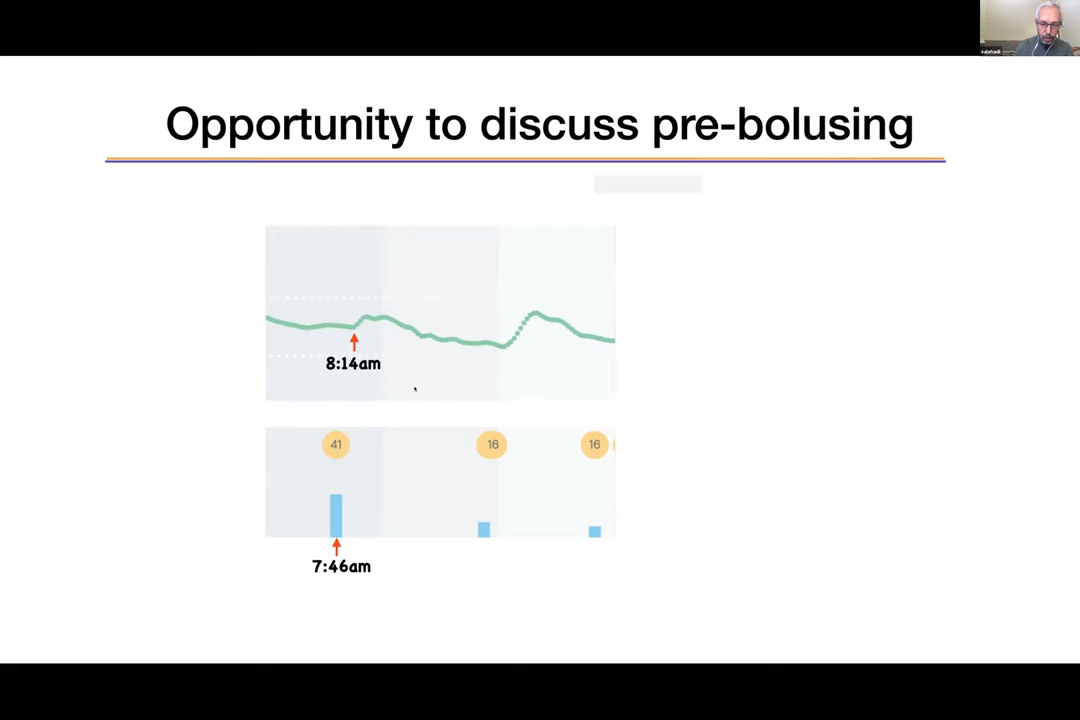 Opportunity to discuss pre-bolusing
8:14am
41
16
16
7:46am